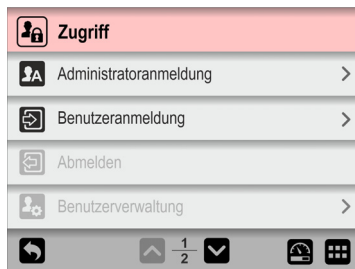 Zugriff
Administratoranmeldung
Benutzeranmeldung
Abmelden
Benutzerverwaltung
1
2